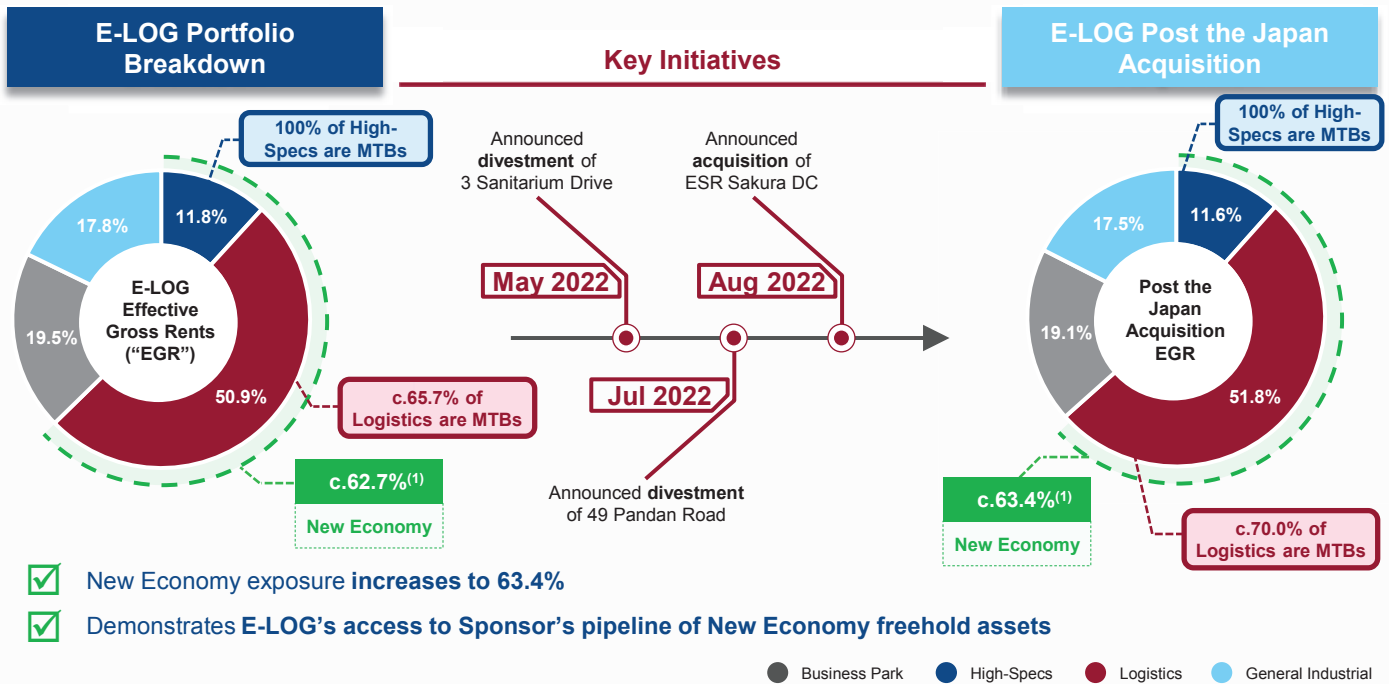 E-LOG Portfolio
Breakdown
Key Initiatives
E-LOG Post the Japan
Acquisition
100% of High-
Specs are MTBs
17.8%
11.8%
19.5%
50.9%
E-LOG
Effective
Gross Rents
(“EGR”)
c.65.7% of
Logistics are MTBs
c.62.7%(1)
New Economy
Announced
divestment of
3 Sanitarium Drive
Announced
acquisition of
ESR Sakura DC
May 2022
Aug 2022
Jul 2022
Announced divestment
of 49 Pandan Road
100% of High-
Specs are MTBs
17.5%
11.6%
19.1%
51.8%
Post the
Japan
Acquisition
EGR
c.63.4%(1)
New Economy
c.70.0% of
Logistics are MTBs
New Economy exposure increases to 63.4%
Demonstrates E-LOG’s access to Sponsor’s pipeline of New Economy freehold assets
Business Park
High-Specs
Logistics
General Industrial